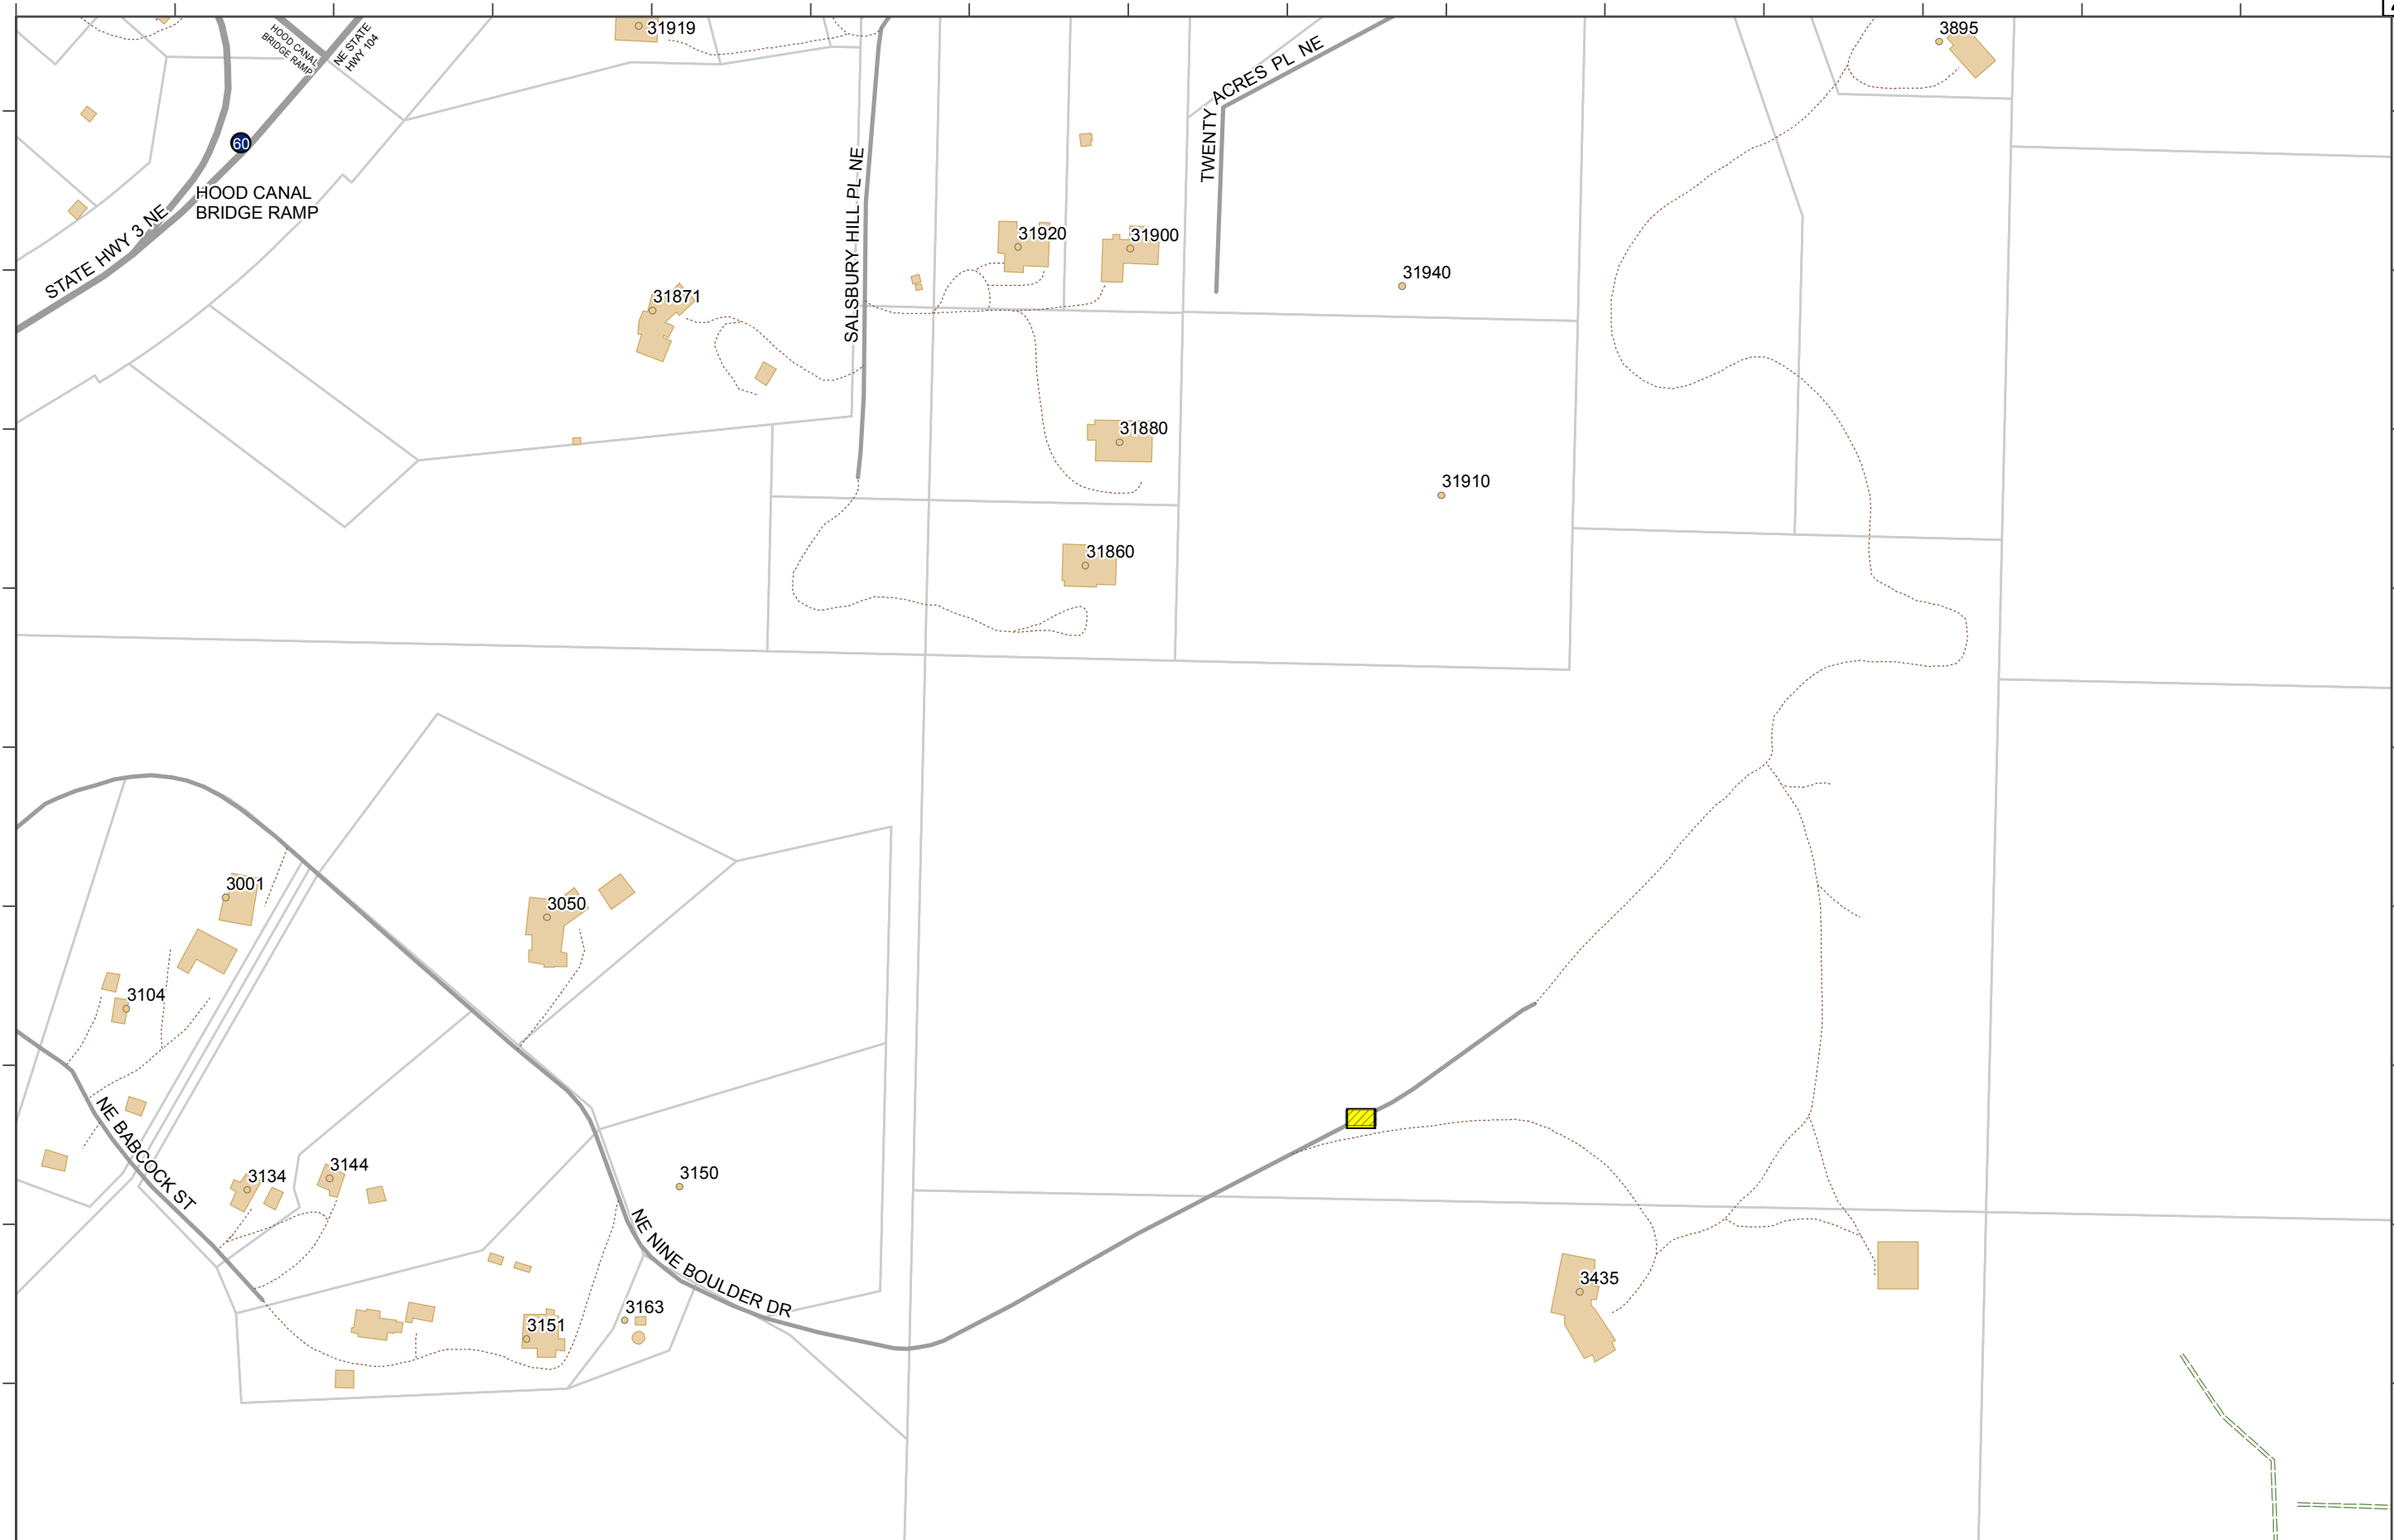 31919
3895
HOOD CANAL
BRIDGE RAMP
NE STATE
HWY 104
TWENTY ACRES PL NE
60
HOOD CANAL
BRIDGE RAMP
STATE HWY 3 NE
SALSBURY HILL PL NE
31920
31900
31940
31871
31880
31910
31860
3001
3050
3104
NE BABCOCK ST
3134
3144
3150
NE NINE BOULDER DR
3435
3163
3151